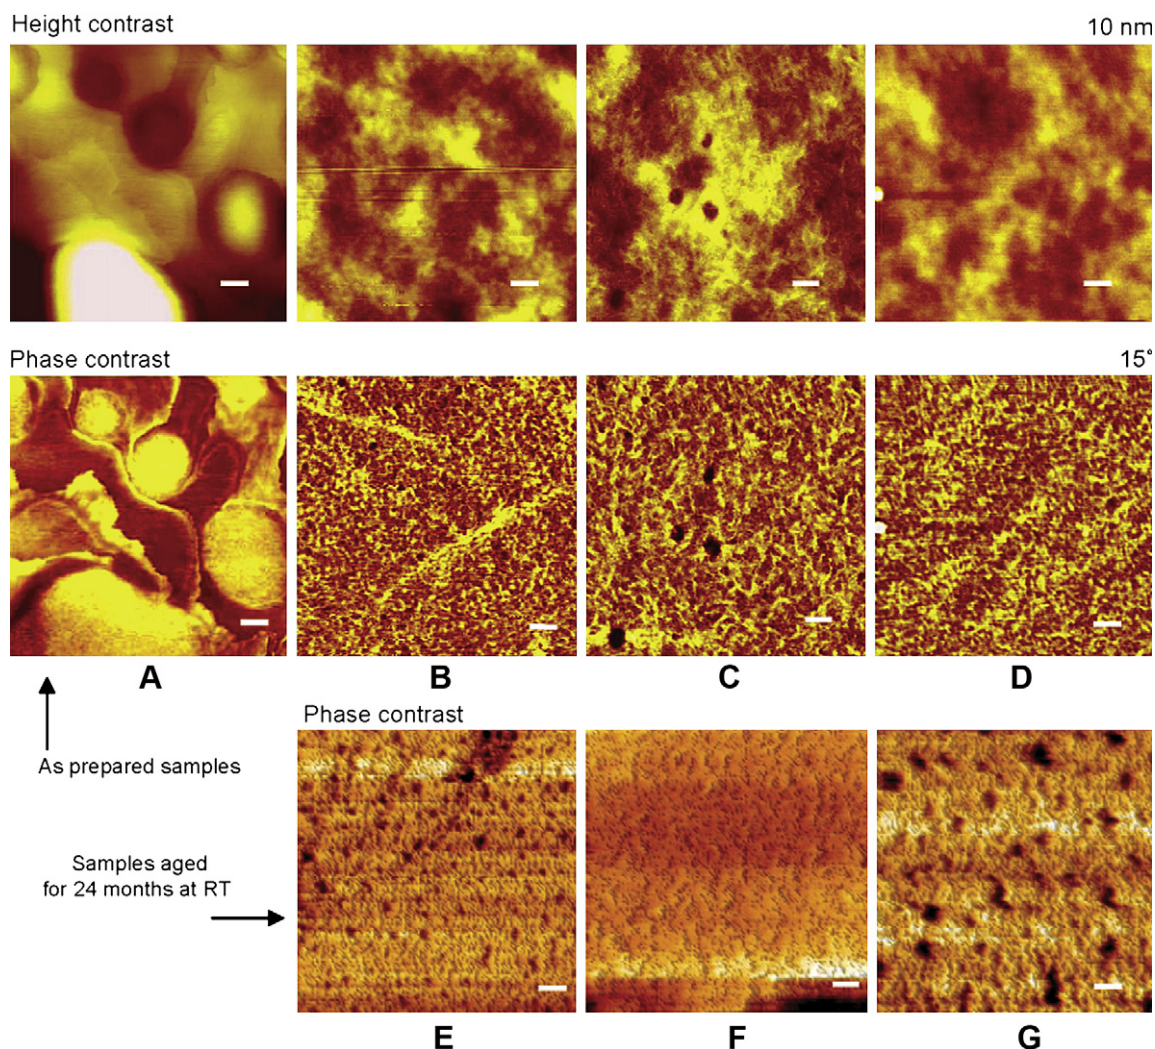 Height contrast
10 nm
Phase contrast
15°
A
B
C
D
Phase contrast
As prepared samples
Samples aged
for 24 months at RT
E
F
G